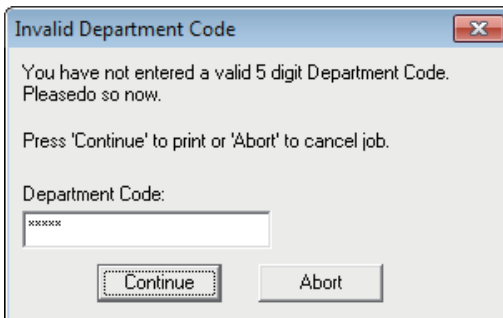 Invalid Department Code
You have not entered a valid 5 digit Department Code.
Pleasedo so now.
Press 'Continue' to print or 'Abort' to cancel job.
Department Code:
*****
Continue
Abort